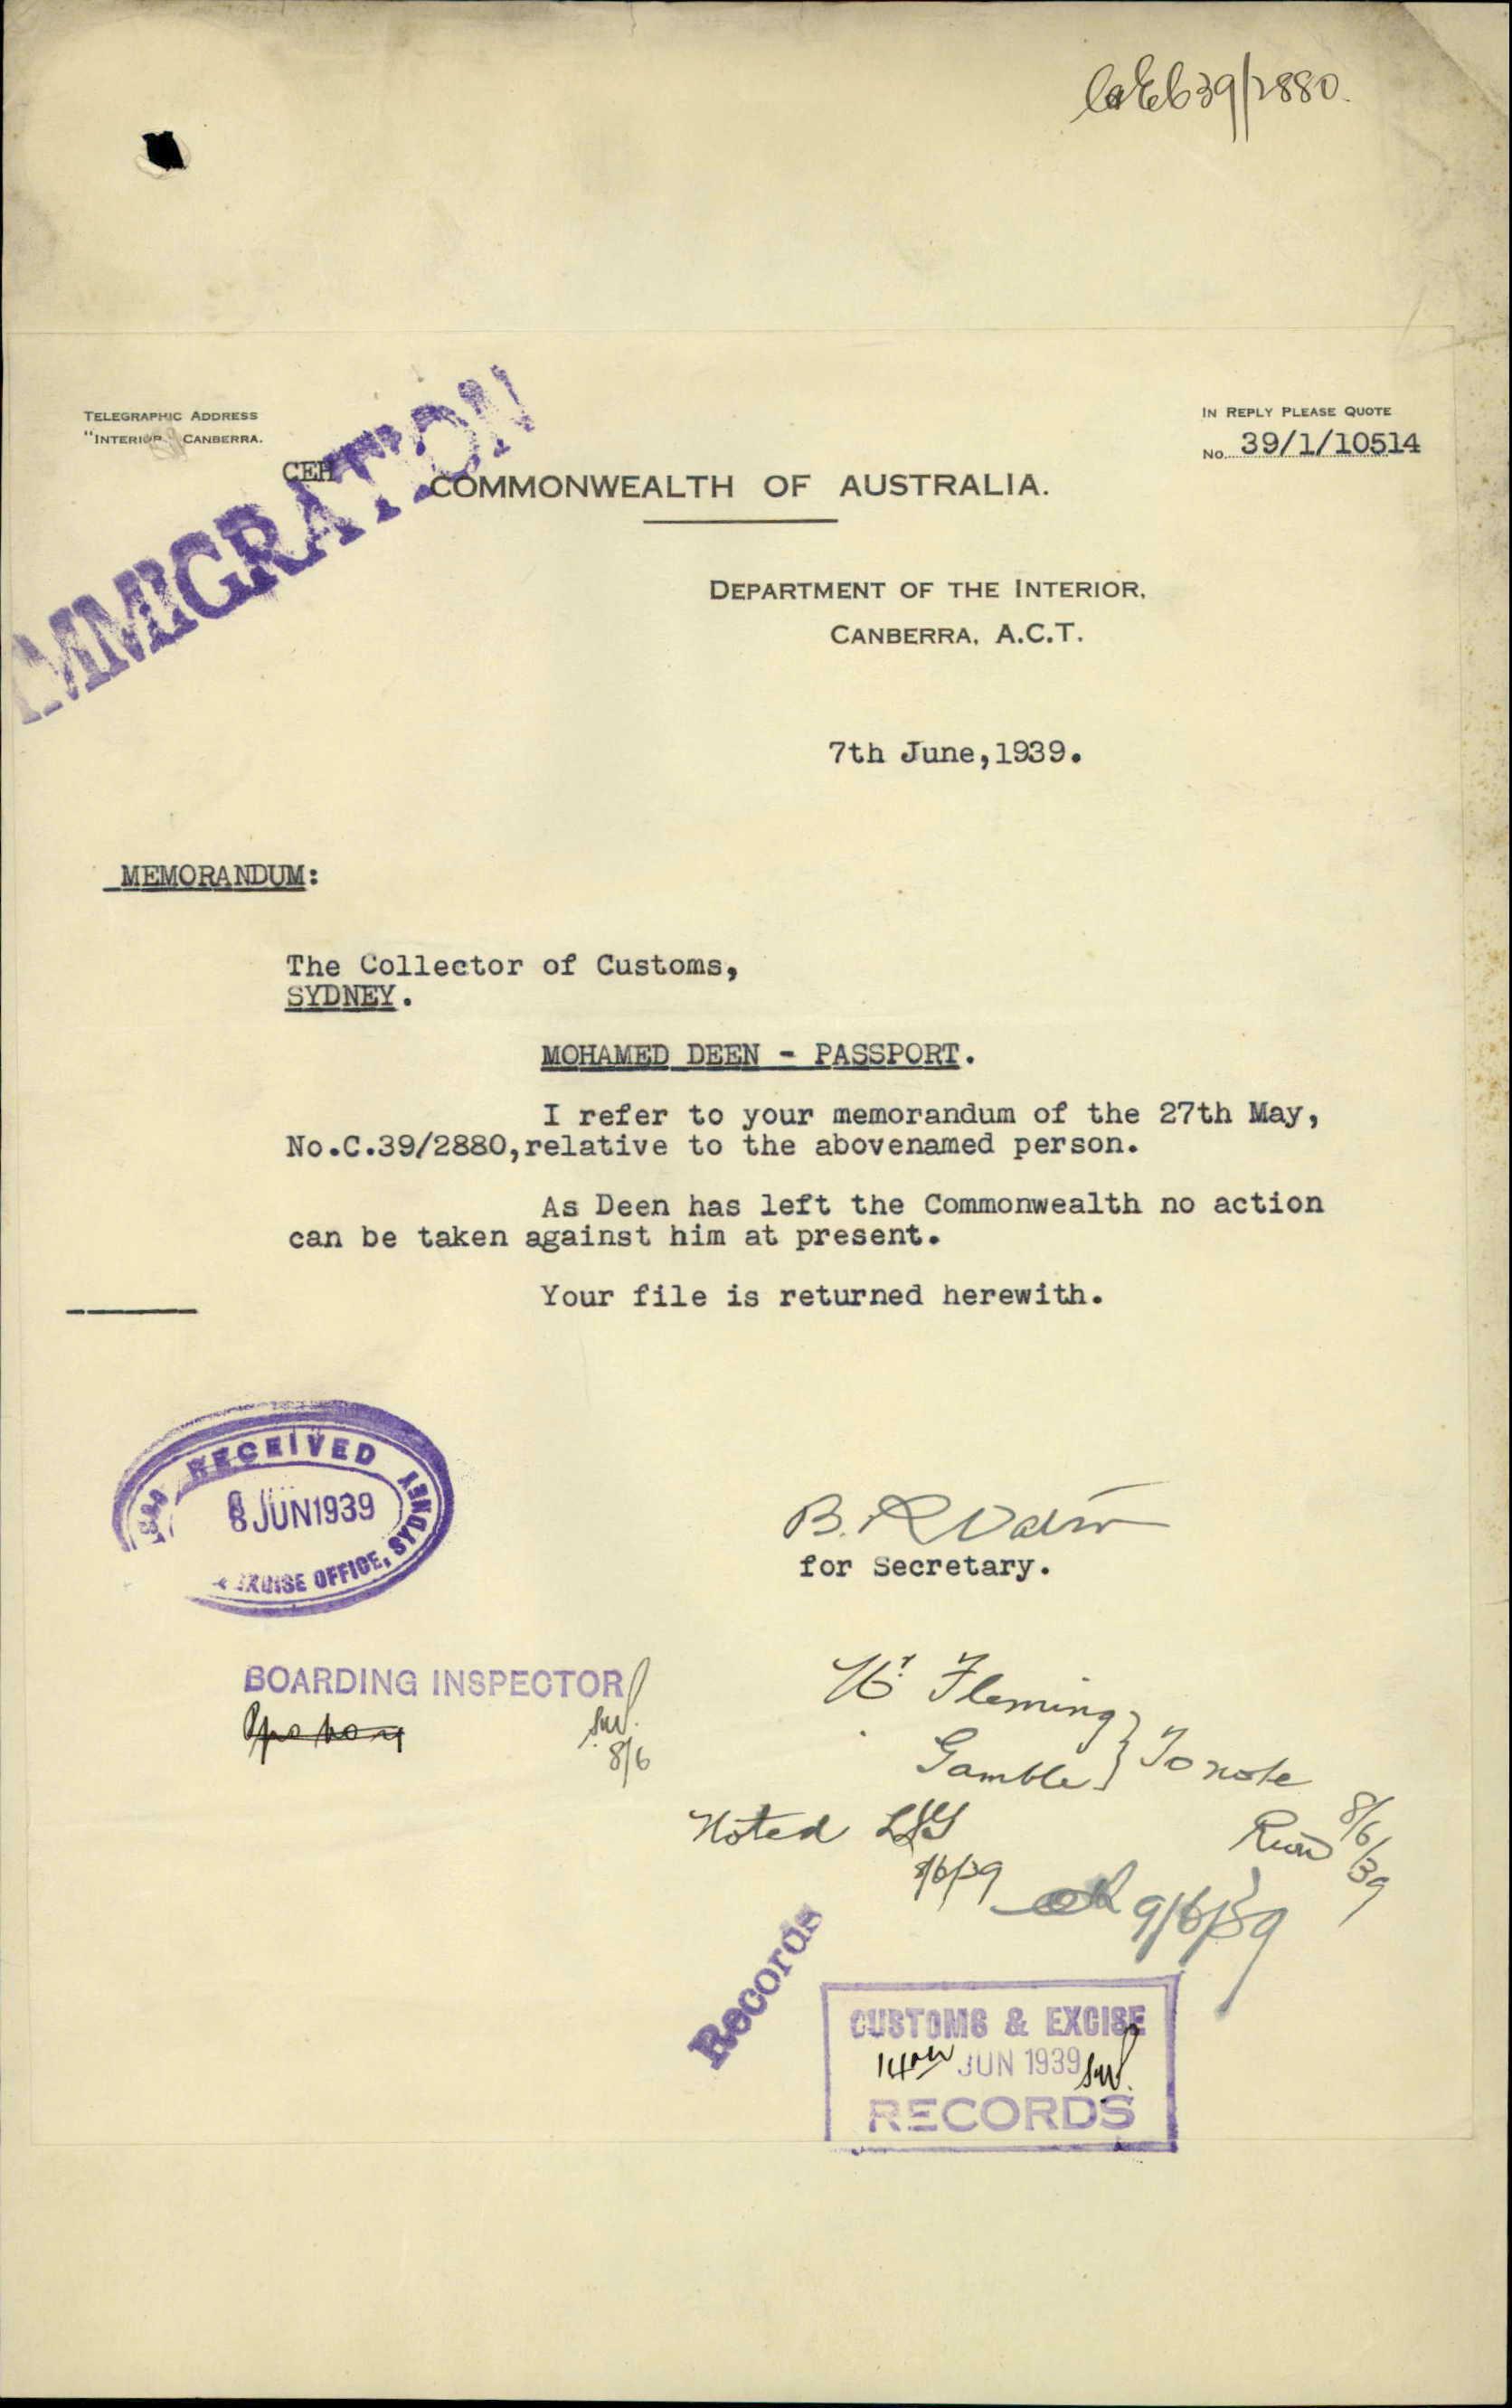 39/2880.
TELEGRAPHIC ADDRESS
"INTERIOR" CANBERRA.
IN REPLY PLEASE QUOTE
No. 39/1/10514
IMMIGRATION
CEH
COMMONWEALTH OF AUSTRALIA.
DEPARTMENT OF THE INTERIOR,
CANBERRA, A.C.T.
7th June,1939.
MEMORANDUM:
The Collector of Customs,
SYDNEY.
MOHAMED DEEN - PASSPORT.
I refer to your memorandum of the 27th May,
No.C.39/2880,relative to the abovenamed person.
As Deen has left the Commonwealth no action
can be taken against him at present.
Your file is returned herewith.
RECEIVED
8 JUN 1939
EXCISE OFFICE, SYDNEY
B. R.
for Secretary.
BOARDING INSPECTOR
8/6
Mr. Fleming
Gamble } To note
8/6/39
Noted
8/6/39
9/6/39
Records
CUSTOMS & EXCISE
14 JUN 1939
RECORDS